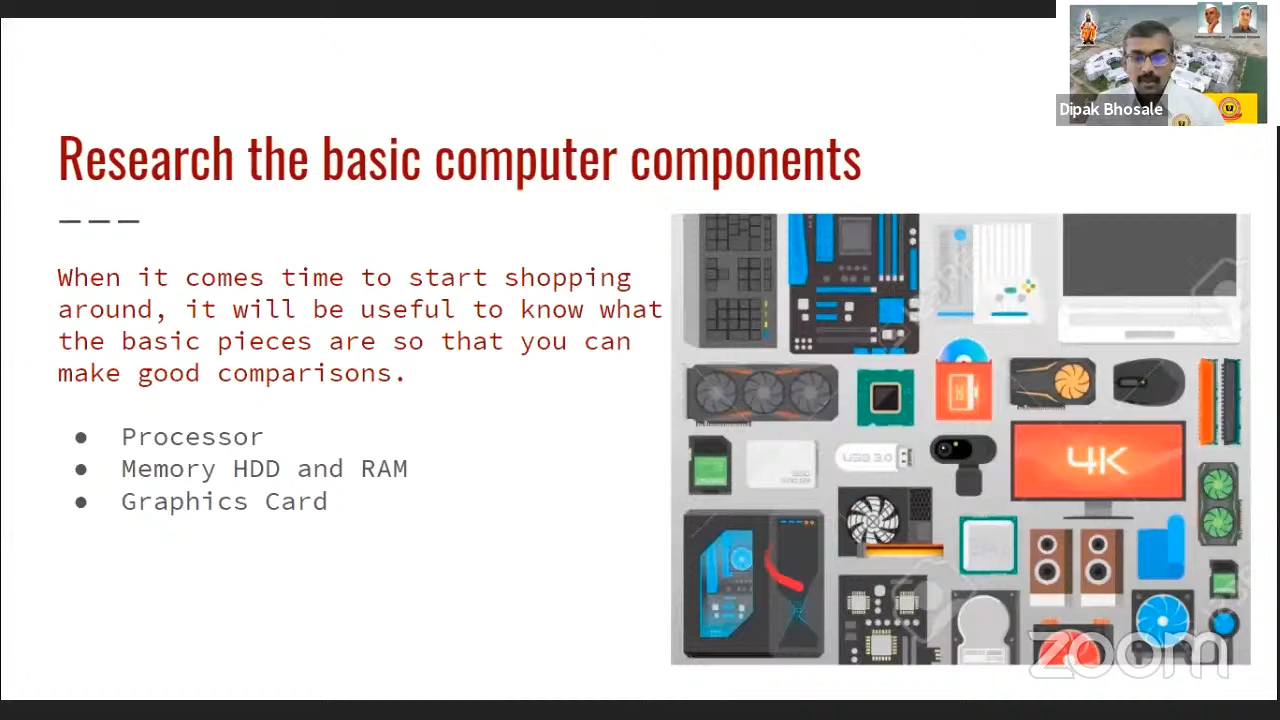 Dipak Bhosale
Research the basic computer components
When it comes time to start shopping
around, it will be useful to know what
the basic pieces are so that you can
make good comparisons.
● Processor
● Memory HDD and RAM
● Graphics Card
USB 3.0
4K
zoom